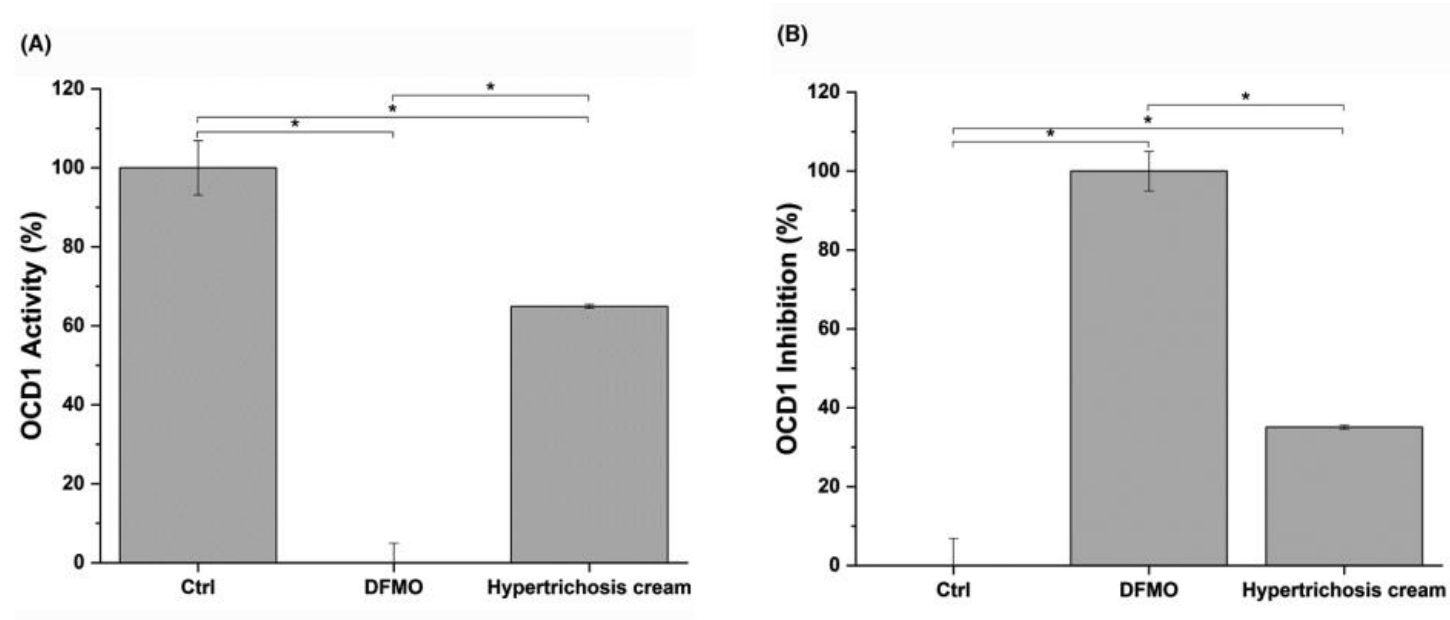 (A)
OCD1 Activity (%)
120
100
80
60
40
20
0
*
*
*
Ctrl
DFMO
Hypertrichosis cream
(B)
OCD1 Inhibition (%)
120
100
80
60
40
20
0
*
*
*
Ctrl
DFMO
Hypertrichosis cream